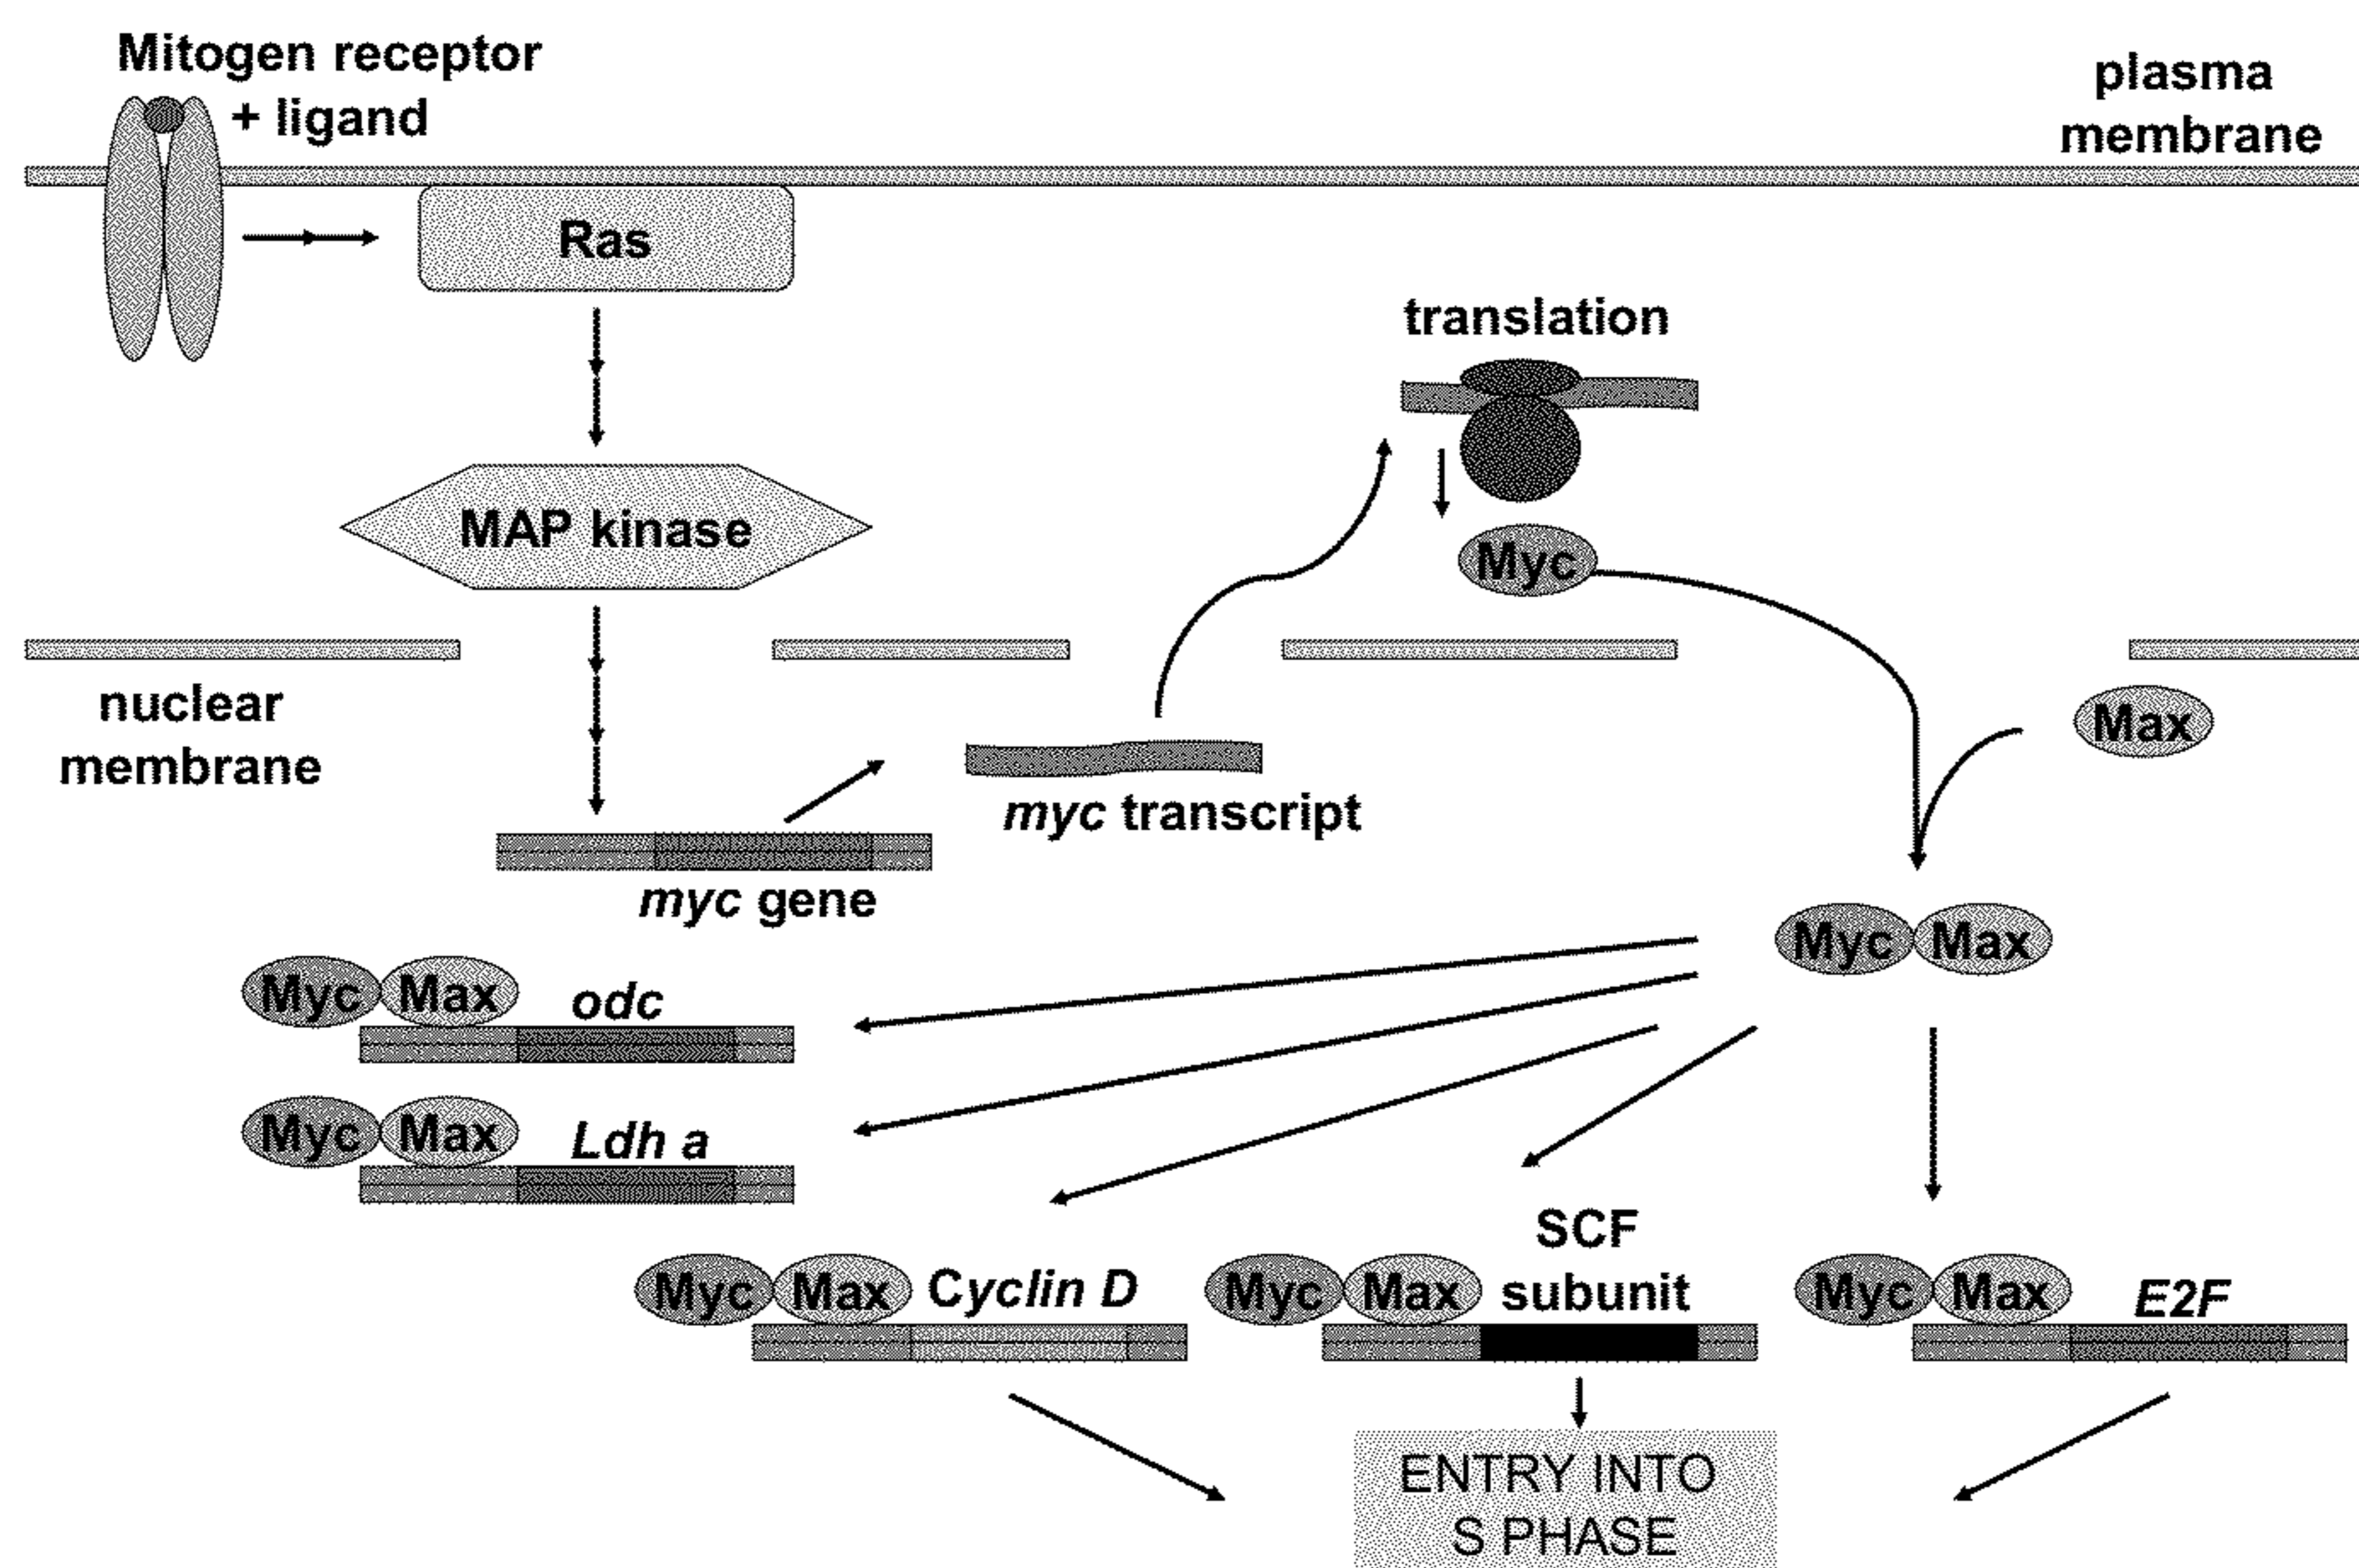 Mitogen receptor
+ ligand
plasma
membrane
Ras
translation
MAP kinase
Myc
nuclear
membrane
Max
myc transcript
myc gene
Myc Max
Myc Max odc
Myc Max Ldh a
Myc Max Cyclin D
SCF
Myc Max subunit
Myc Max E2F
ENTRY INTO
S PHASE